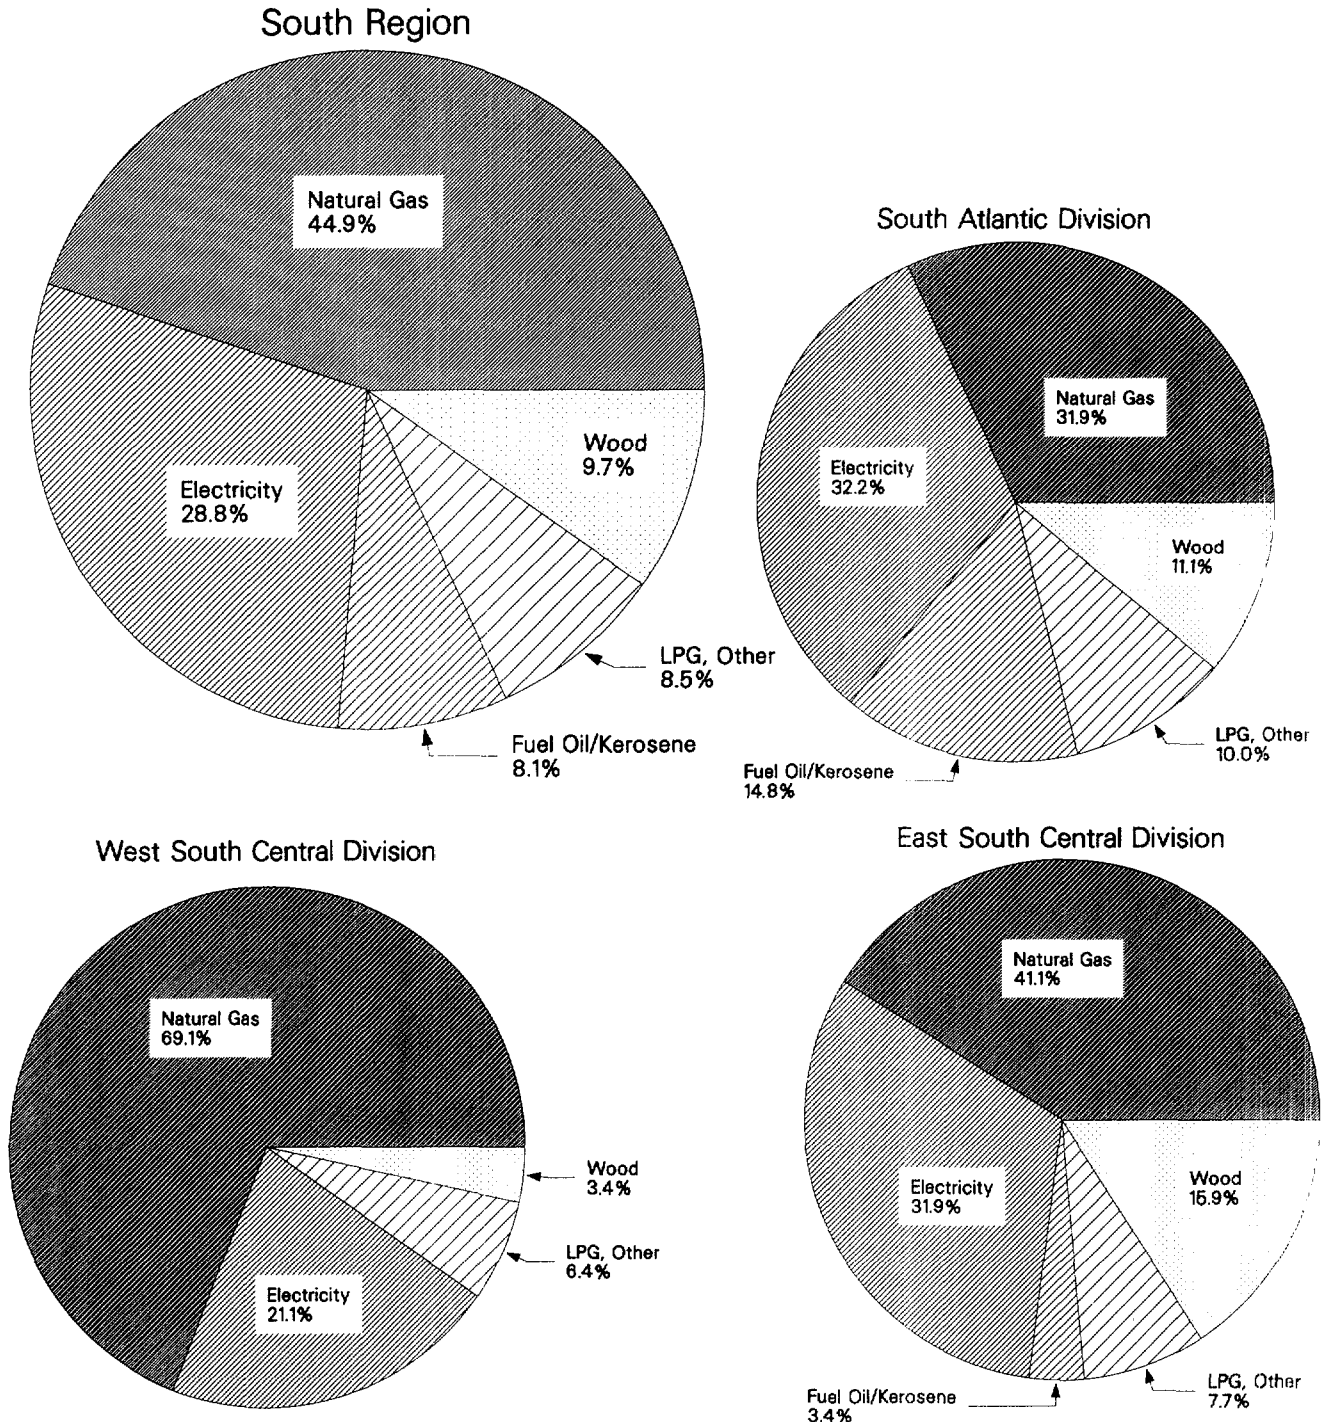 South Region
Natural Gas
44.9%
Wood
9.7%
Electricity
28.8%
LPG, Other
8.5%
Fuel Oil/Kerosene
8.1%
South Atlantic Division
Natural Gas
31.9%
Electricity
32.2%
Wood
11.1%
LPG, Other
10.0%
Fuel Oil/Kerosene
14.8%
West South Central Division
Natural Gas
69.1%
Wood
3.4%
LPG, Other
6.4%
Electricity
21.1%
East South Central Division
Natural Gas
41.1%
Electricity
31.9%
Wood
15.9%
LPG, Other
7.7%
Fuel Oil/Kerosene
3.4%